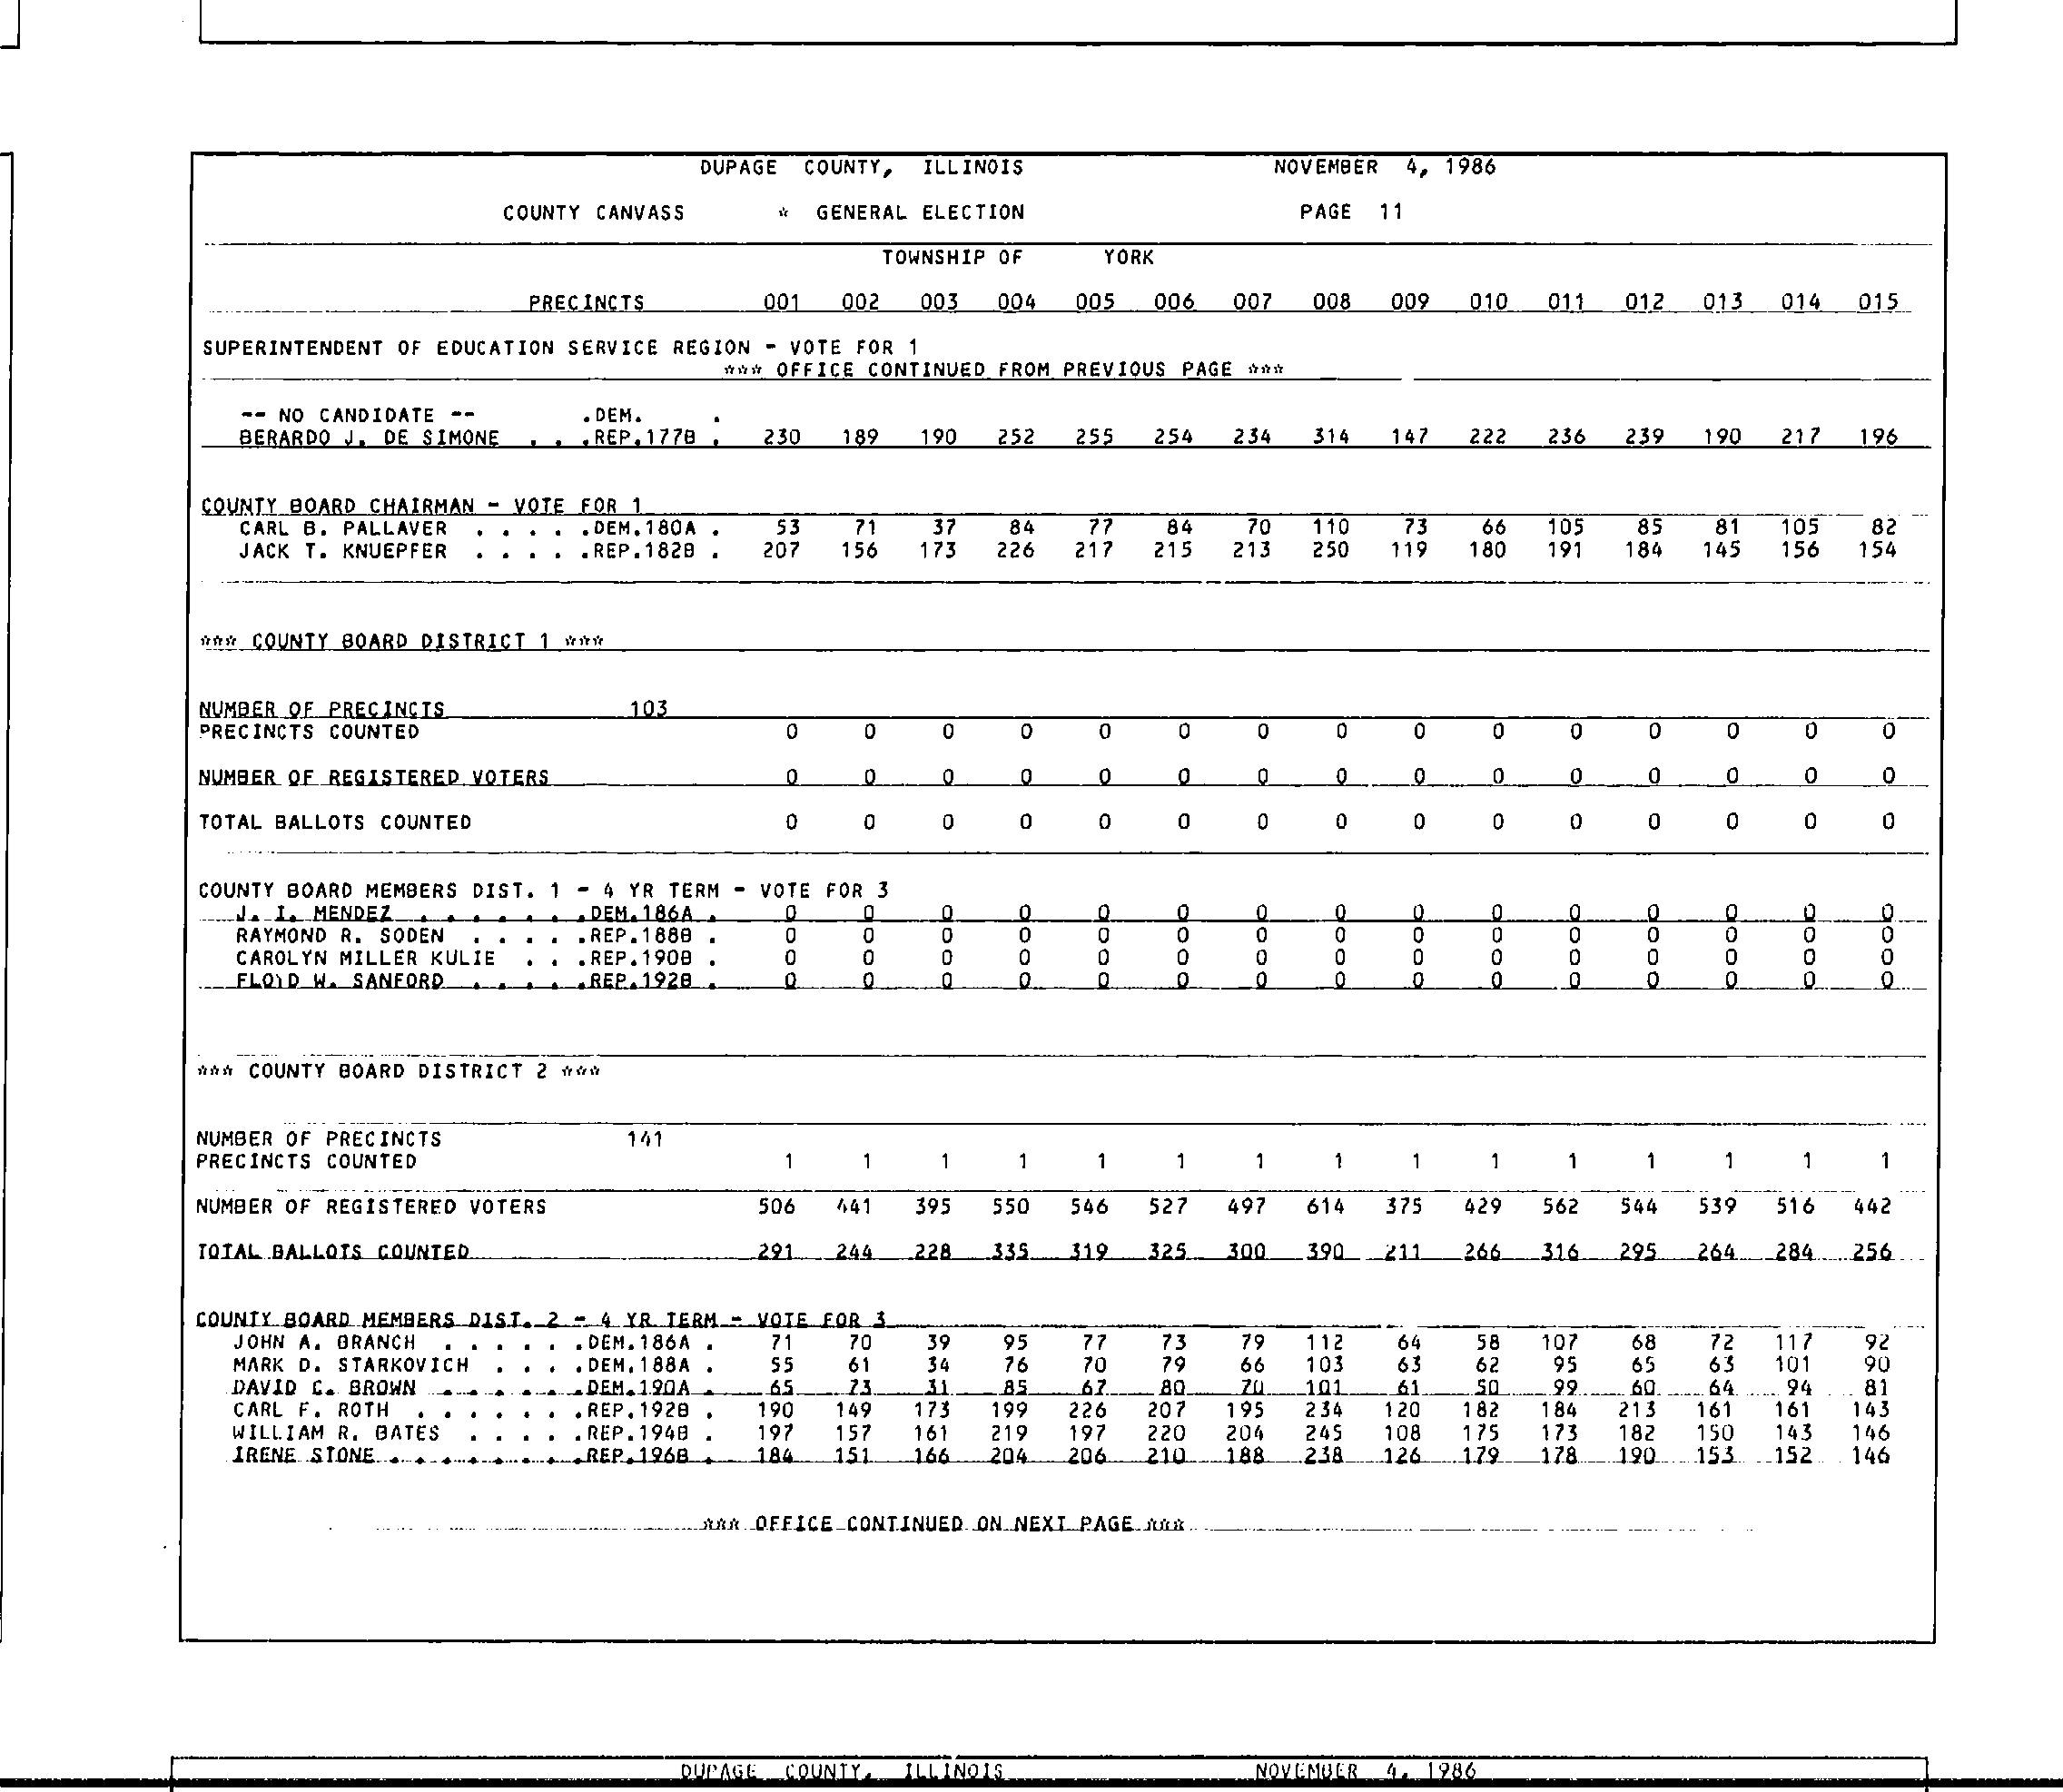 DUPAGE COUNTY, ILLINOIS NOVEMBER 4, 1986
COUNTY CANVASS * GENERAL ELECTION PAGE 11
TOWNSHIP OF YORK
PRECINCTS 001 002 003 004 005 006 007 008 009 010 011 012 013 014 015
SUPERINTENDENT OF EDUCATION SERVICE REGION - VOTE FOR 1
*** OFFICE CONTINUED FROM PREVIOUS PAGE ***
-- NO CANDIDATE -- .DEM. .
BERARDO J. DE SIMONE . . .REP.177B . 230 189 190 252 255 254 234 314 147 222 236 239 190 217 196
COUNTY BOARD CHAIRMAN - VOTE FOR 1
CARL B. PALLAVER . . . . .DEM.180A . 53 71 37 84 77 84 70 110 73 66 105 85 81 105 82
JACK T. KNUEPFER . . . . .REP.182B . 207 156 173 226 217 215 213 250 119 180 191 184 145 156 154
*** COUNTY BOARD DISTRICT 1 ***
NUMBER OF PRECINCTS 103
PRECINCTS COUNTED 0 0 0 0 0 0 0 0 0 0 0 0 0 0 0
NUMBER OF REGISTERED VOTERS 0 0 0 0 0 0 0 0 0 0 0 0 0 0 0
TOTAL BALLOTS COUNTED 0 0 0 0 0 0 0 0 0 0 0 0 0 0 0
COUNTY BOARD MEMBERS DIST. 1 - 4 YR TERM - VOTE FOR 3
J. I. MENDEZ . . . . . . .DEM.186A . 0 0 0 0 0 0 0 0 0 0 0 0 0 0 0
RAYMOND R. SODEN . . . . .REP.188B . 0 0 0 0 0 0 0 0 0 0 0 0 0 0 0
CAROLYN MILLER KULIE . . .REP.190B . 0 0 0 0 0 0 0 0 0 0 0 0 0 0 0
FLOYD W. SANFORD . . . . .REP.192B . 0 0 0 0 0 0 0 0 0 0 0 0 0 0 0
*** COUNTY BOARD DISTRICT 2 ***
NUMBER OF PRECINCTS 141
PRECINCTS COUNTED 1 1 1 1 1 1 1 1 1 1 1 1 1 1 1
NUMBER OF REGISTERED VOTERS 506 441 395 550 546 527 497 614 375 429 562 544 539 516 442
TOTAL BALLOTS COUNTED 291 244 228 335 319 325 300 390 211 266 316 295 264 284 256
COUNTY BOARD MEMBERS DIST. 2 - 4 YR TERM - VOTE FOR 3
JOHN A. BRANCH . . . . . .DEM.186A . 71 70 39 95 77 73 79 112 64 58 107 68 72 117 92
MARK D. STARKOVICH . . . .DEM.188A . 55 61 34 76 70 79 66 103 63 62 95 65 63 101 90
DAVID C. BROWN . . . . . .DEM.190A . 65 73 31 85 67 80 70 101 61 50 99 60 64 94 81
CARL F. ROTH . . . . . . .REP.192B . 190 149 173 199 226 207 195 234 120 182 184 213 161 161 143
WILLIAM R. BATES . . . . .REP.194B . 197 157 161 219 197 220 204 245 108 175 173 182 150 143 146
IRENE STONE . . . . . . . .REP.196B . 184 151 166 204 206 210 188 238 126 179 178 190 153 152 146
*** OFFICE CONTINUED ON NEXT PAGE ***
DUPAGE COUNTY, ILLINOIS NOVEMBER 4, 1986